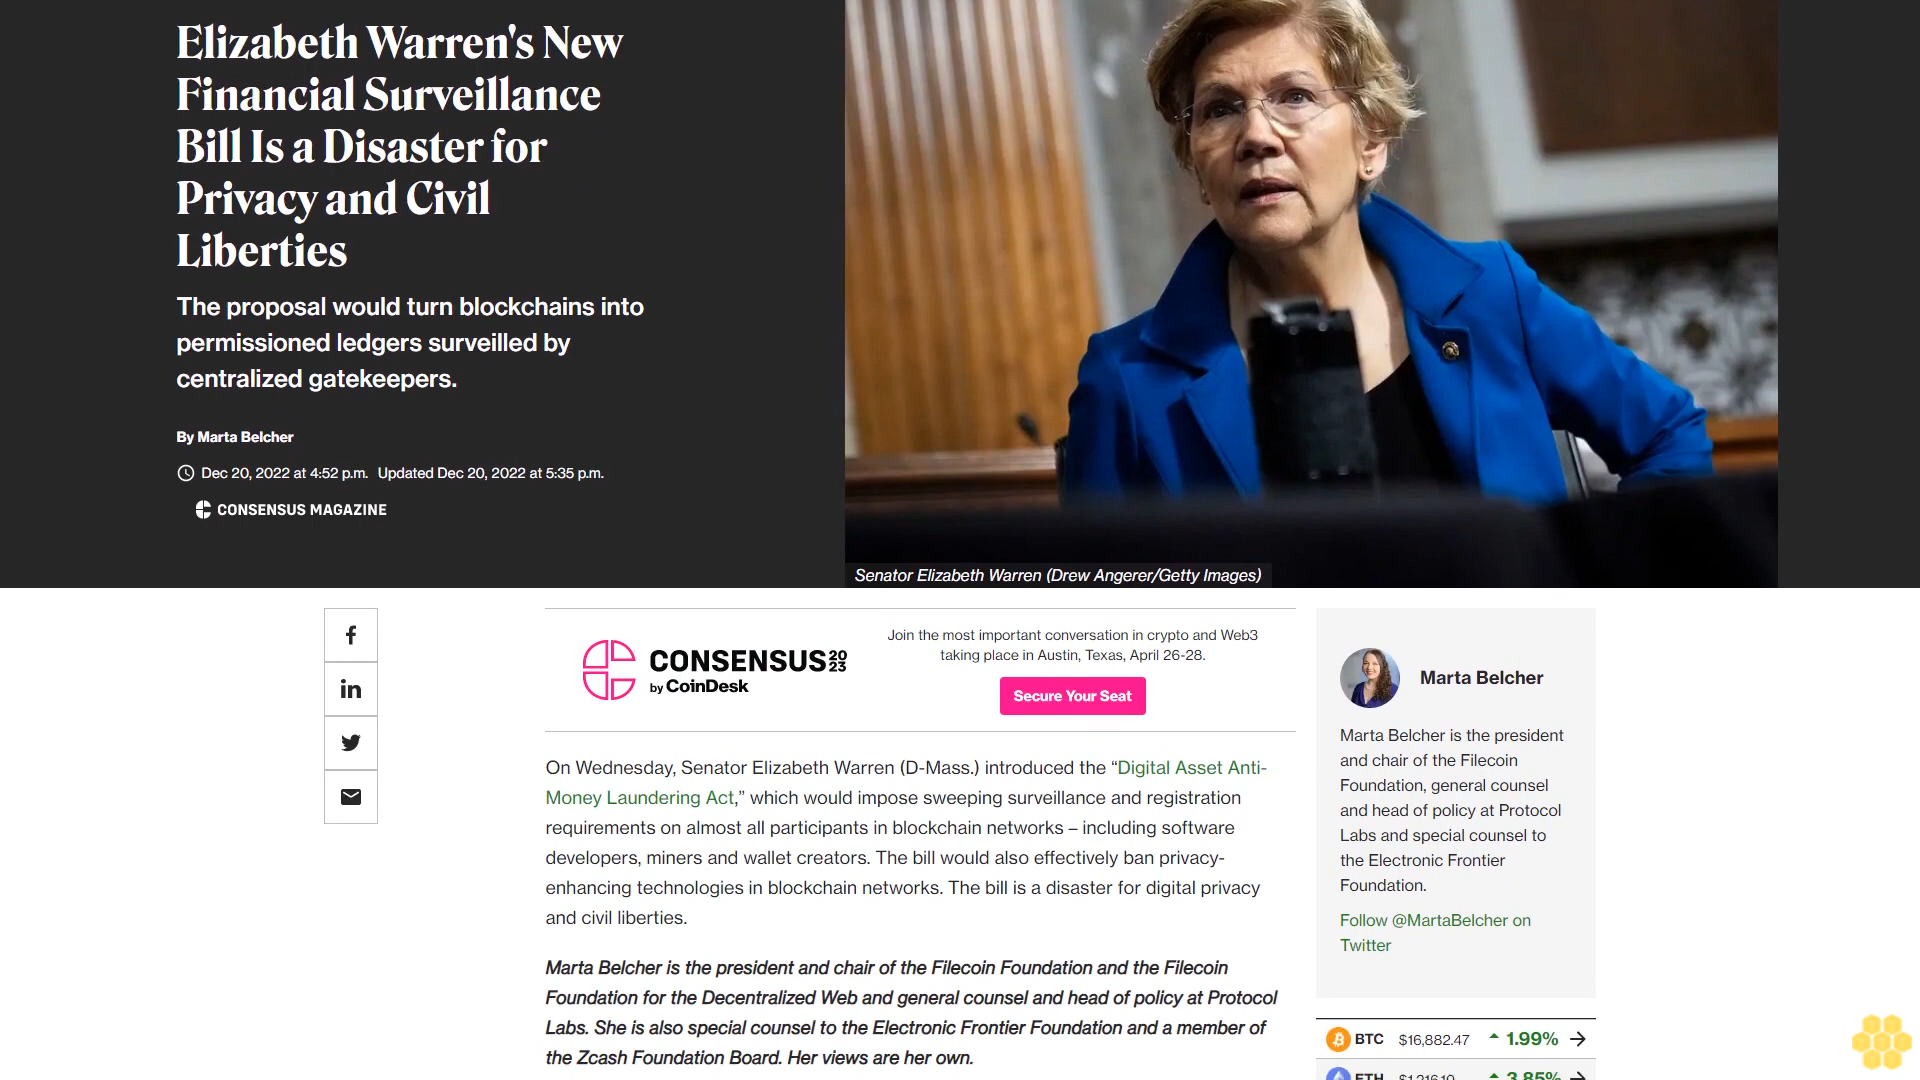 Elizabeth Warren's New
Financial Surveillance
Bill Is a Disaster for
Privacy and Civil
Liberties
The proposal would turn blockchains into
permissioned ledgers surveilled by
centralized gatekeepers.
By Marta Belcher
Dec 20, 2022 at 4:52 p.m. Updated Dec 20, 2022 at 5:35 p.m.
CONSENSUS MAGAZINE
Senator Elizabeth Warren (Drew Angerer/Getty Images)
CONSENSUS 2023
by CoinDesk
Join the most important conversation in crypto and Web3
taking place in Austin, Texas, April 26-28.
Secure Your Seat
On Wednesday, Senator Elizabeth Warren (D-Mass.) introduced the “Digital Asset Anti-
Money Laundering Act,” which would impose sweeping surveillance and registration
requirements on almost all participants in blockchain networks – including software
developers, miners and wallet creators. The bill would also effectively ban privacy-
enhancing technologies in blockchain networks. The bill is a disaster for digital privacy
and civil liberties.
Marta Belcher is the president and chair of the Filecoin Foundation and the Filecoin
Foundation for the Decentralized Web and general counsel and head of policy at Protocol
Labs. She is also special counsel to the Electronic Frontier Foundation and a member of
the Zcash Foundation Board. Her views are her own.
Marta Belcher
Marta Belcher is the president
and chair of the Filecoin
Foundation, general counsel
and head of policy at Protocol
Labs and special counsel to
the Electronic Frontier
Foundation.
Follow @MartaBelcher on
Twitter
BTC $16,882.47 1.99%
ETH $1,216.10 3.85%